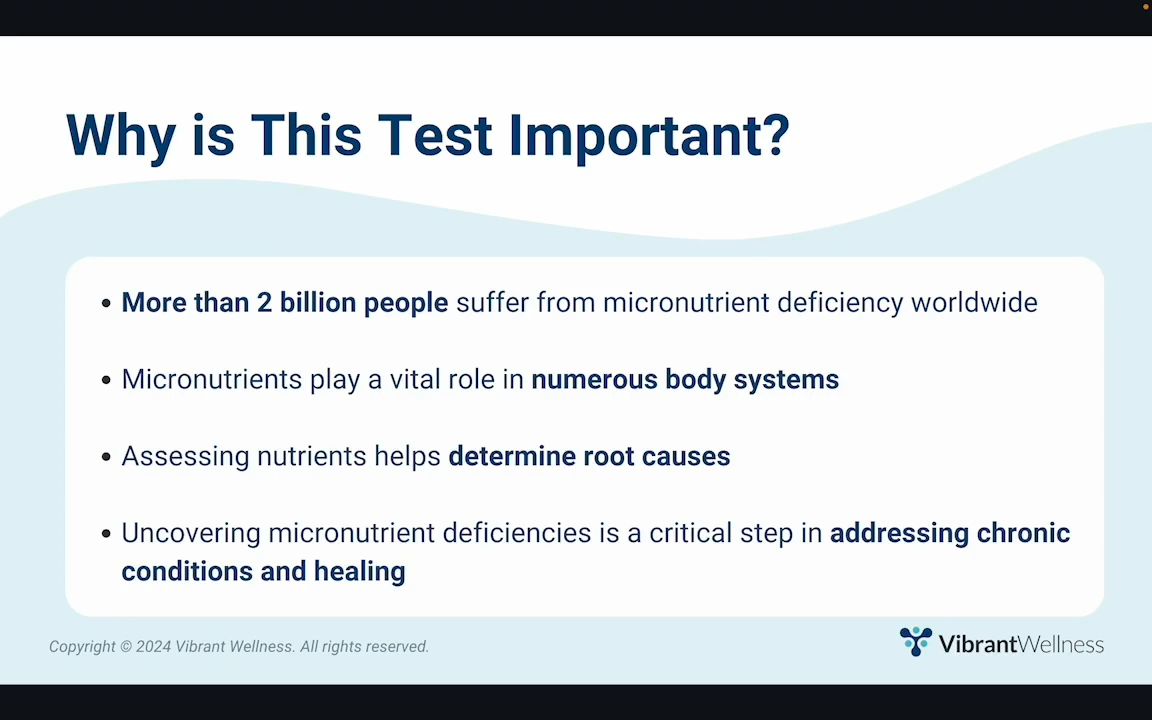 Why is This Test Important?
• More than 2 billion people suffer from micronutrient deficiency worldwide
• Micronutrients play a vital role in numerous body systems
• Assessing nutrients helps determine root causes
• Uncovering micronutrient deficiencies is a critical step in addressing chronic
conditions and healing
Copyright © 2024 Vibrant Wellness. All rights reserved.
VibrantWellness